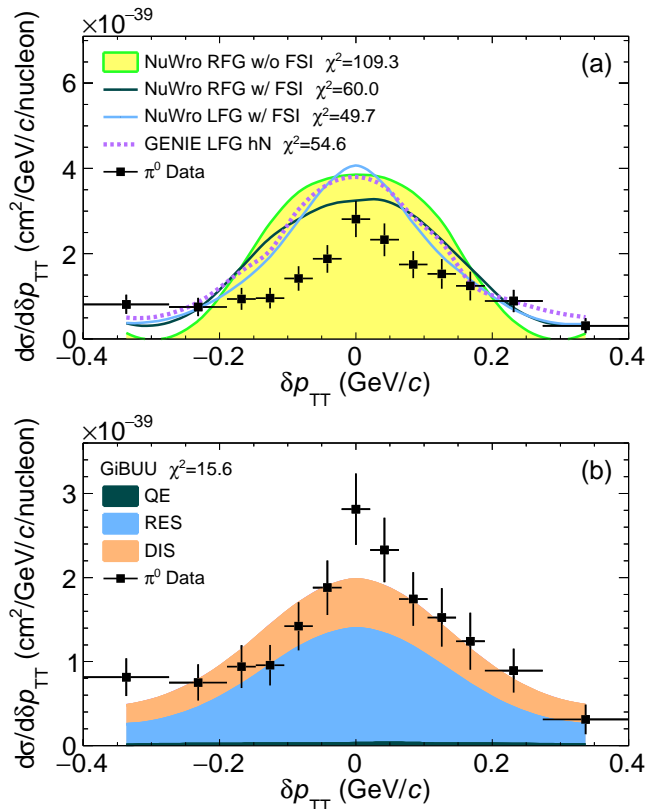 ×10⁻³⁹
(a)
NuWro RFG w/o FSI χ²=109.3
NuWro RFG w/ FSI χ²=60.0
NuWro LFG w/ FSI χ²=49.7
GENIE LFG hN χ²=54.6
π⁰ Data
dσ/dδp_TT (cm²/GeV/c/nucleon)
6
4
2
0
−0.4 −0.2 0 0.2 0.4
δp_TT (GeV/c)
×10⁻³⁹
(b)
GiBUU χ²=15.6
QE
RES
DIS
π⁰ Data
dσ/dδp_TT (cm²/GeV/c/nucleon)
3
2
1
0
−0.4 −0.2 0 0.2 0.4
δp_TT (GeV/c)